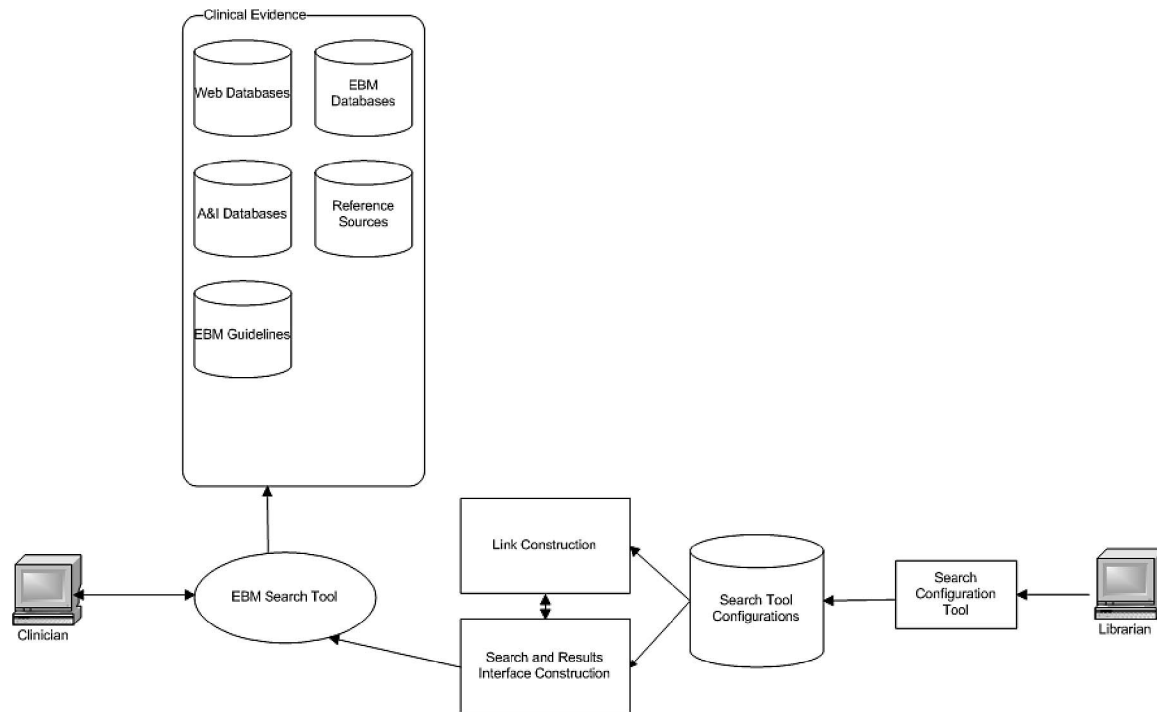 Clinical Evidence
Web Databases
EBM
Databases
A&I Databases
Reference
Sources
EBM Guidelines
Clinician
EBM Search Tool
Link Construction
Search and Results
Interface Construction
Search Tool
Configurations
Search
Configuration
Tool
Librarian